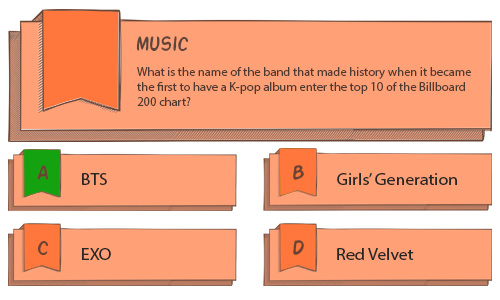 MUSIC
What is the name of the band that made history when it became
the first to have a K-pop album enter the top 10 of the Billboard
200 chart?
A BTS
B Girls' Generation
C EXO
D Red Velvet